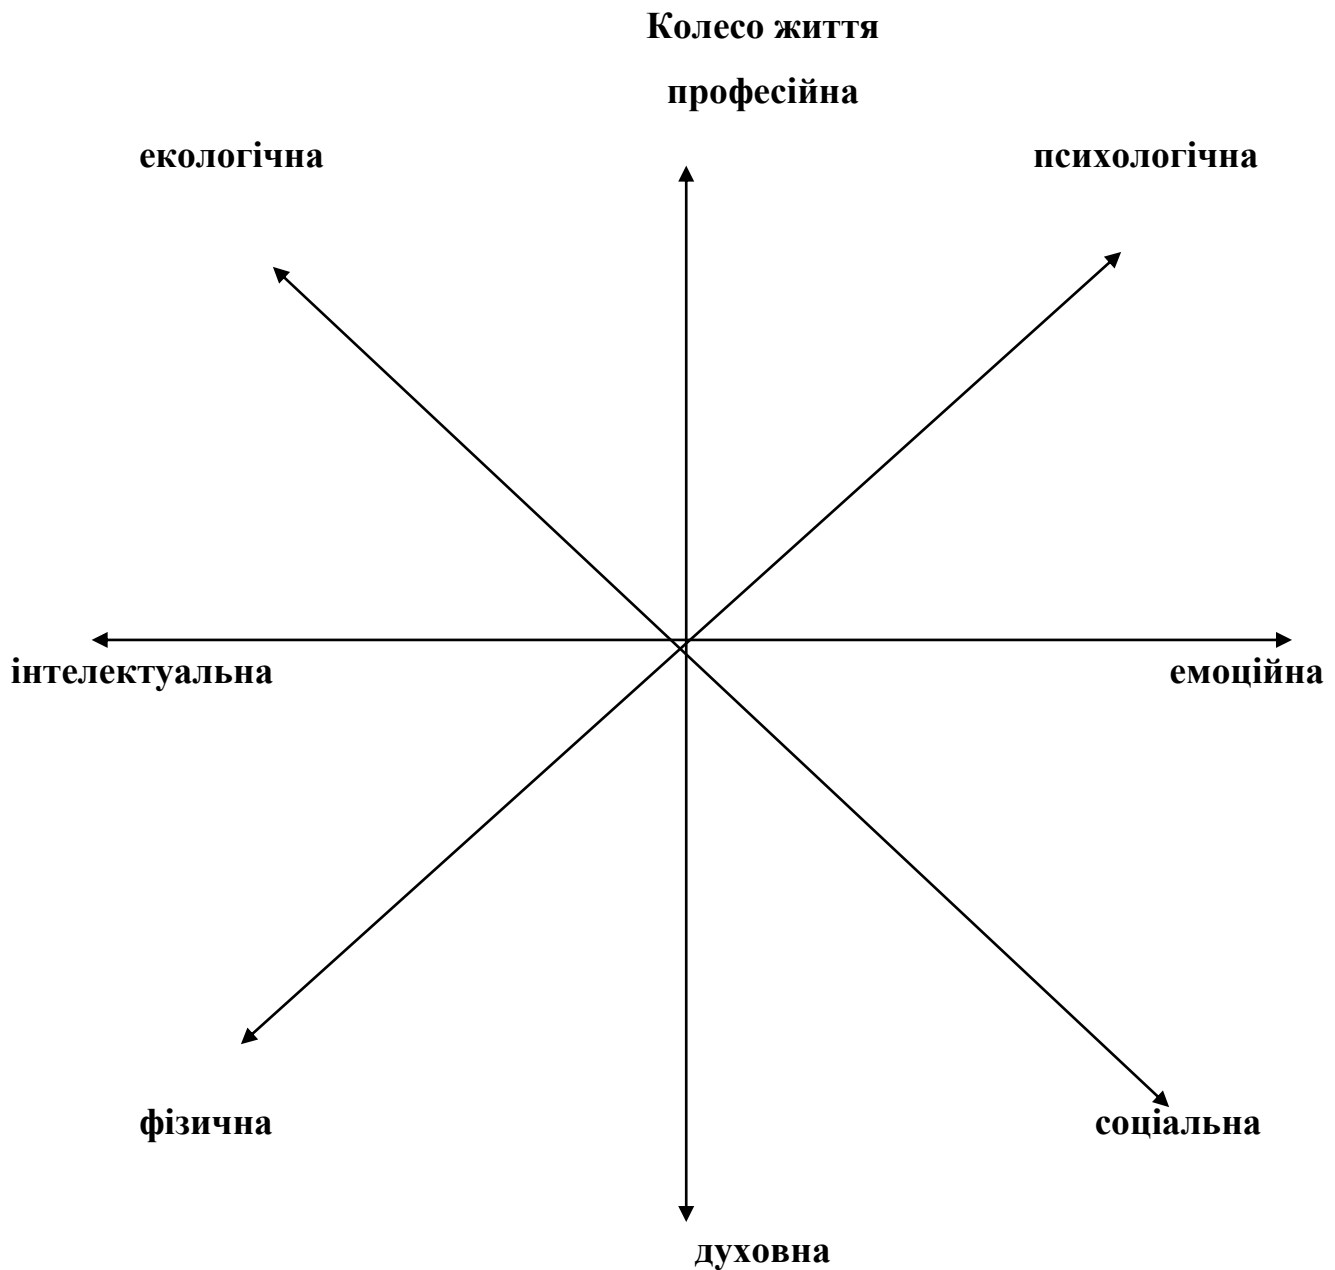 Колесо життя
професійна
екологічна
психологічна
інтелектуальна
емоційна
фізична
соціальна
духовна